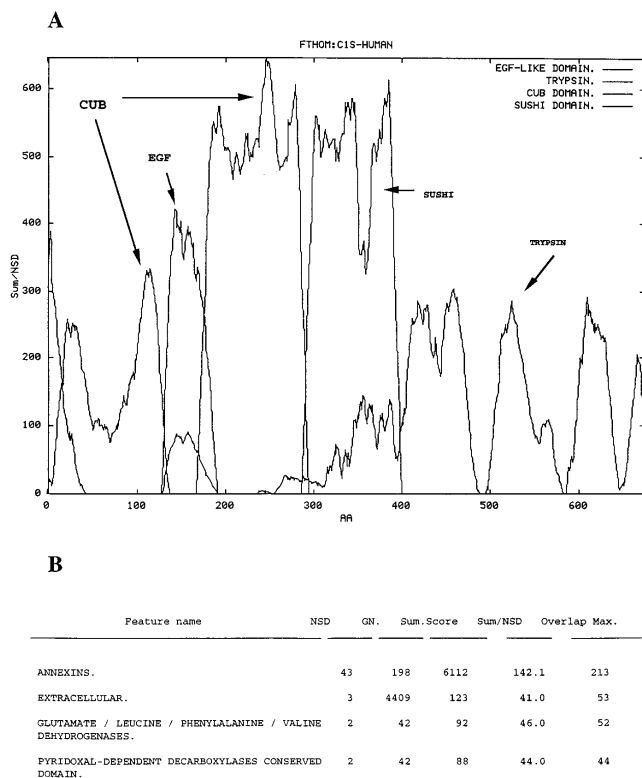 A
FTHOM:C1S-HUMAN
EGF-LIKE DOMAIN.
TRYPSIN.
CUB DOMAIN.
SUSHI DOMAIN.
CUB
EGF
SUSHI
TRYPSIN
Sum/NSD
600
500
400
300
200
100
0
0 100 200 300 400 500 600
AA
B
Feature name NSD GN. Sum.Score Sum/NSD Overlap Max.
ANNEXINS. 43 198 6112 142.1 213
EXTRACELLULAR. 3 4409 123 41.0 53
GLUTAMATE / LEUCINE / PHENYLALANINE / VALINE 2 42 92 46.0 52
DEHYDROGENASES.
PYRIDOXAL-DEPENDENT DECARBOXYLASES CONSERVED 2 42 88 44.0 44
DOMAIN.